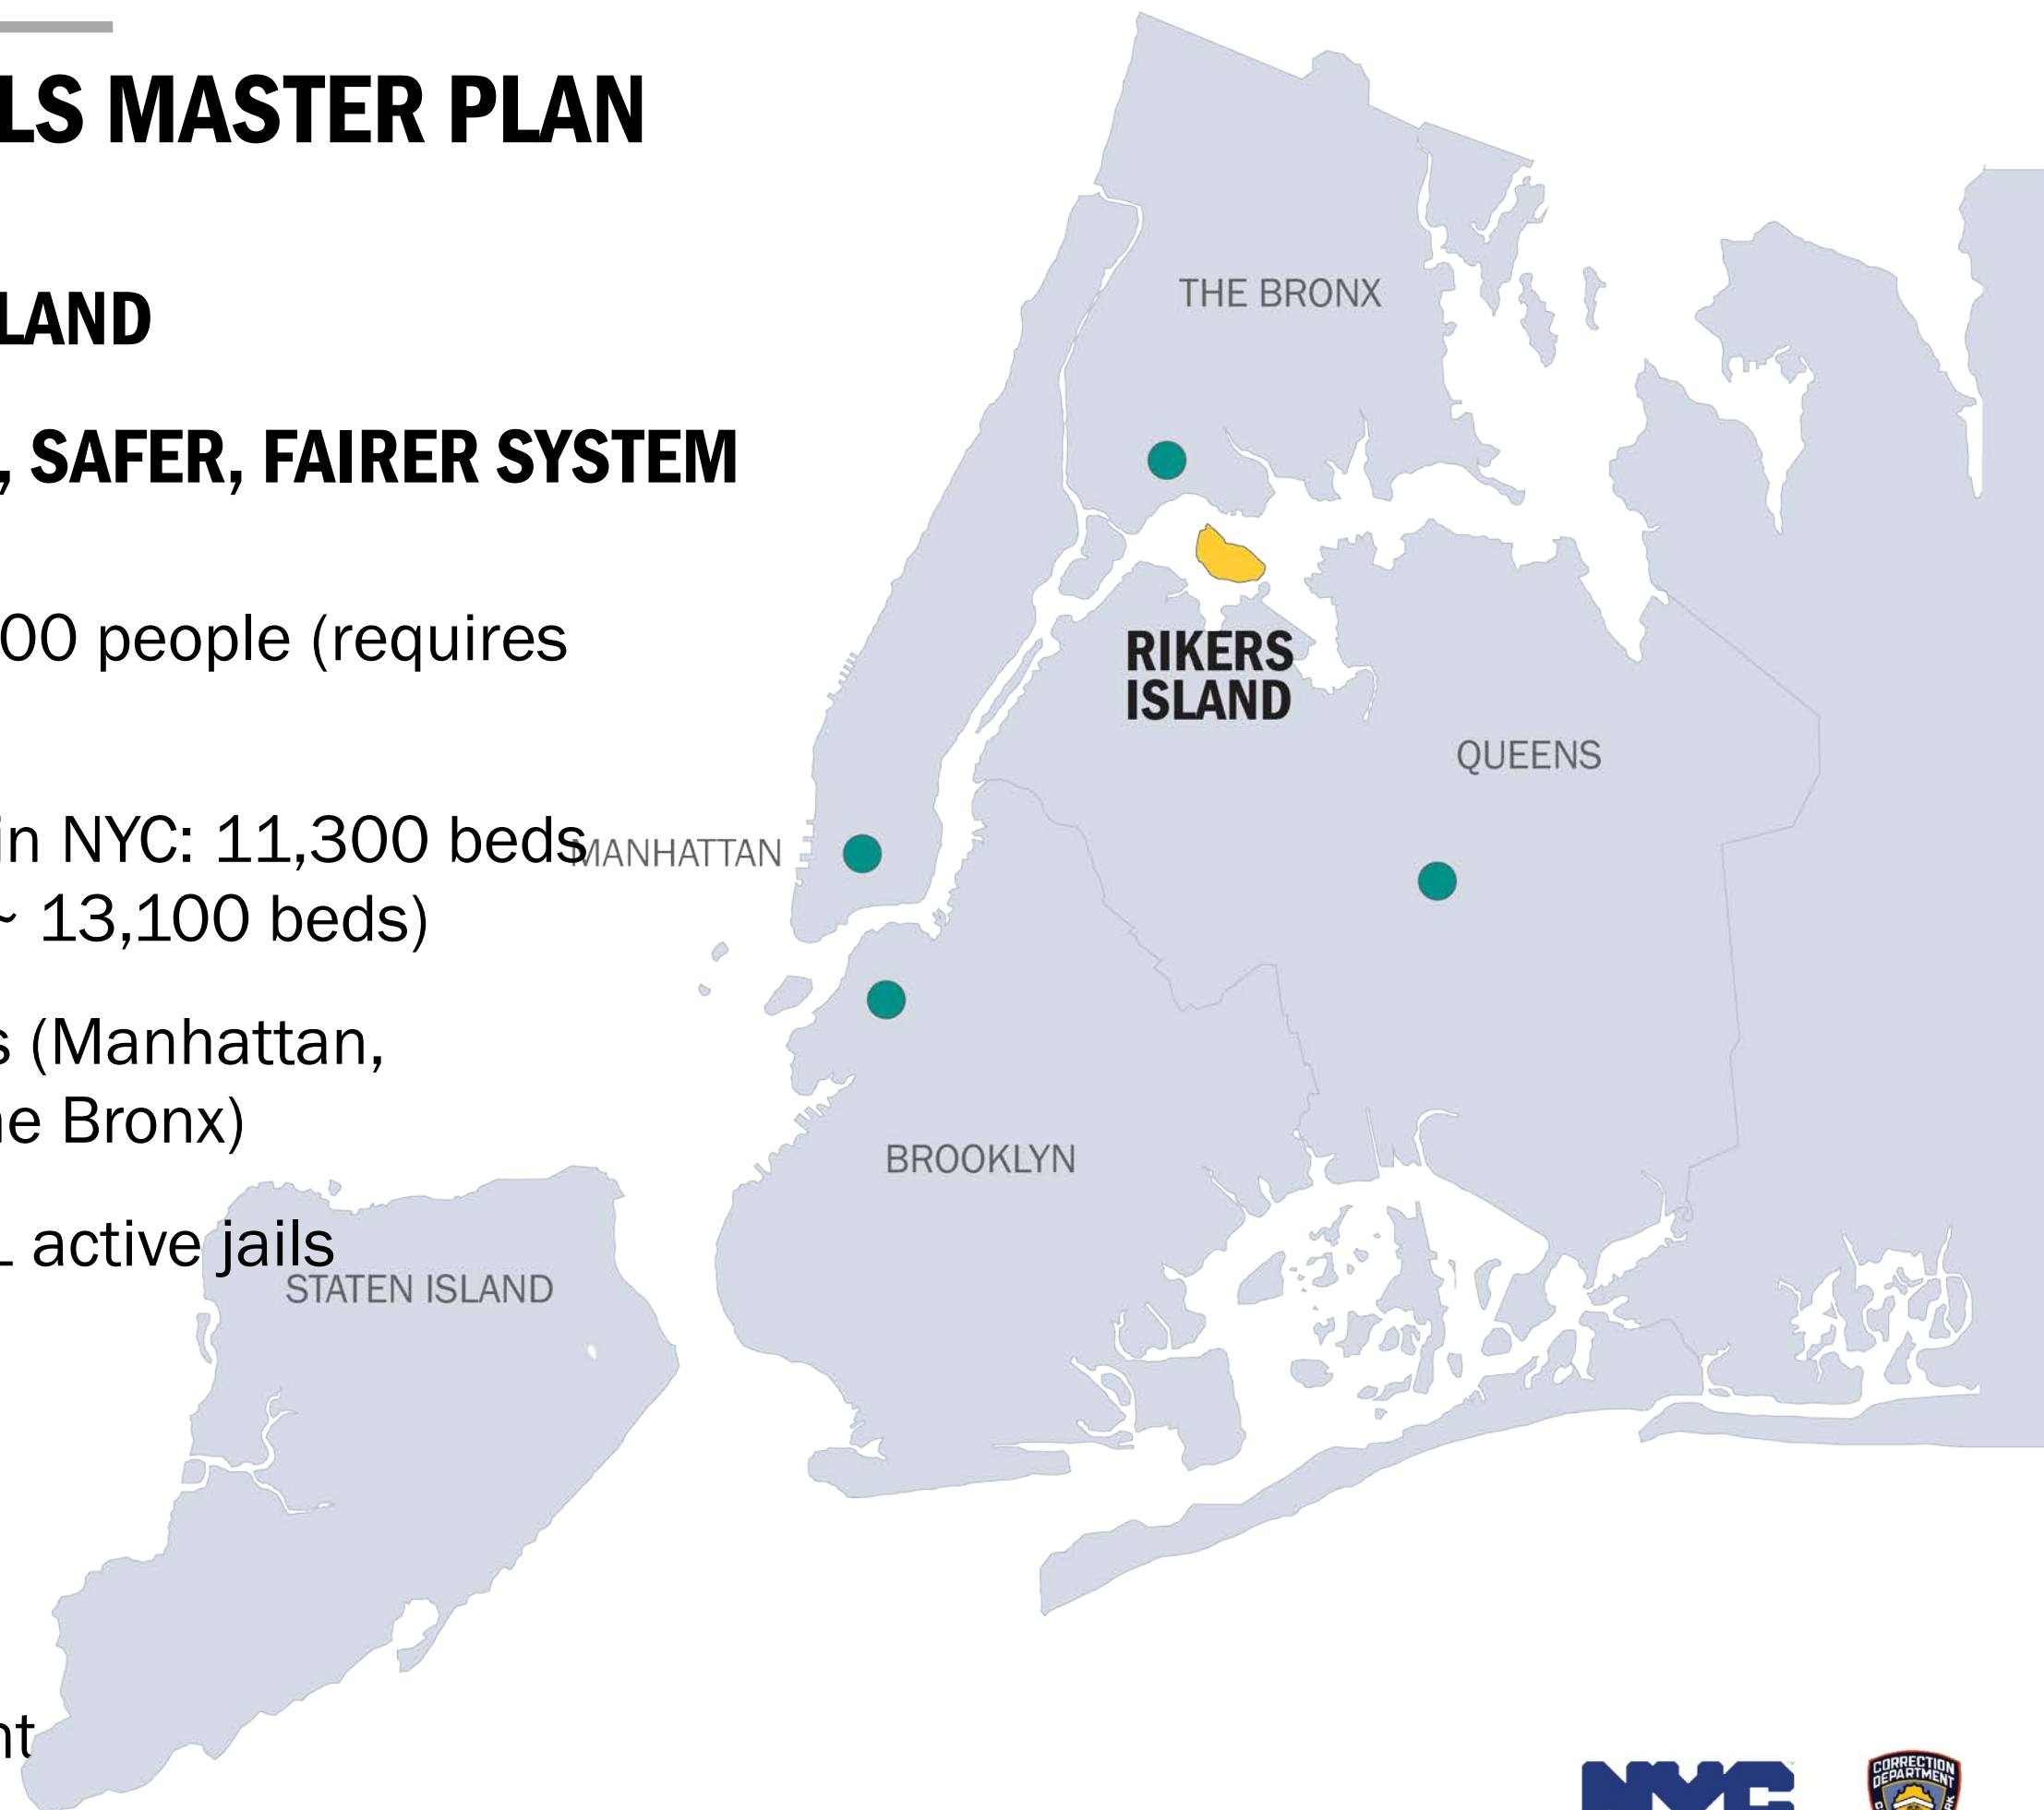 LS MASTER PLAN
LAND
, SAFER, FAIRER SYSTEM
00 people (requires
in NYC: 11,300 beds
~ 13,100 beds)
s (Manhattan,
e Bronx)
active jails
nt
THE BRONX
RIKERS
ISLAND
QUEENS
MANHATTAN
BROOKLYN
STATEN ISLAND
NYC
CORRECTION
DEPARTMENT